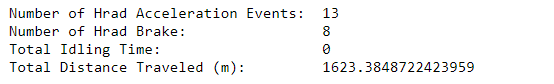 Number of Hrad Acceleration Events: 13
Number of Hrad Brake: 8
Total Idling Time: 0
Total Distance Traveled (m): 1623.3848722423959